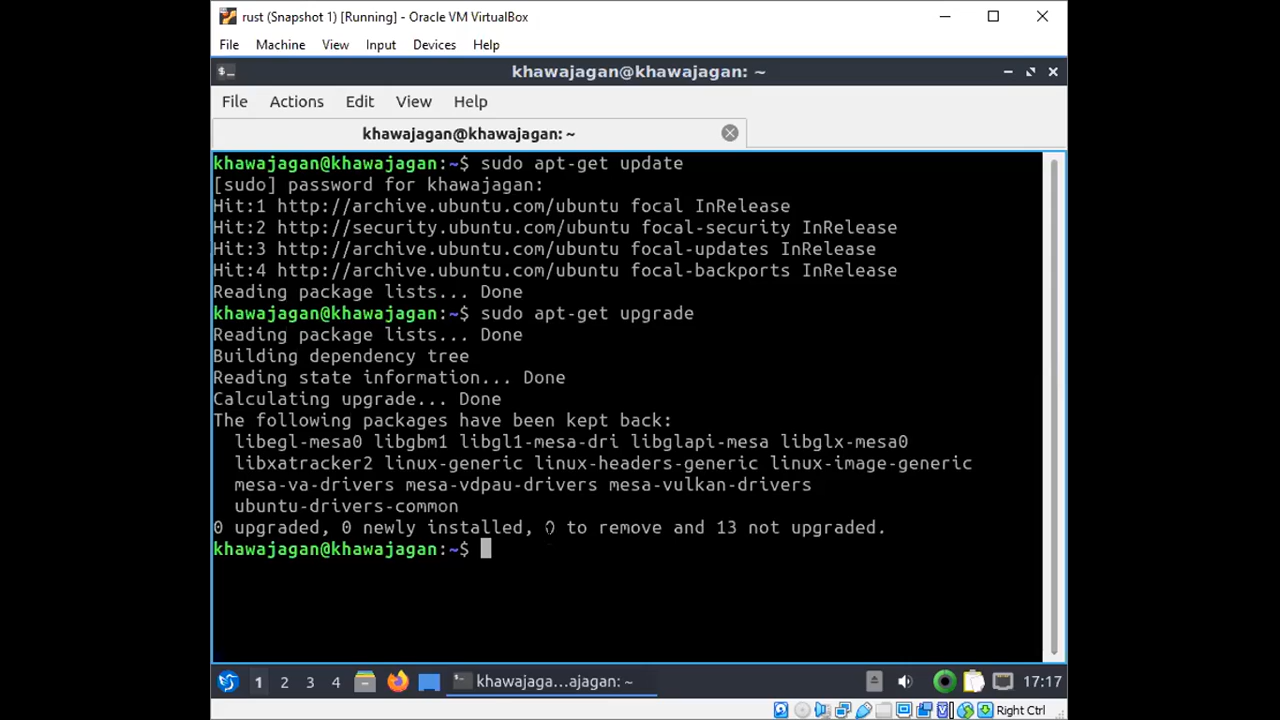 rust (Snapshot 1) [Running] - Oracle VM VirtualBox
File Machine View Input Devices Help
khawajagan@khawajagan: ~
File Actions Edit View Help
khawajagan@khawajagan: ~
khawajagan@khawajagan:~$ sudo apt-get update
[sudo] password for khawajagan:
Hit:1 http://archive.ubuntu.com/ubuntu focal InRelease
Hit:2 http://security.ubuntu.com/ubuntu focal-security InRelease
Hit:3 http://archive.ubuntu.com/ubuntu focal-updates InRelease
Hit:4 http://archive.ubuntu.com/ubuntu focal-backports InRelease
Reading package lists... Done
khawajagan@khawajagan:~$ sudo apt-get upgrade
Reading package lists... Done
Building dependency tree
Reading state information... Done
Calculating upgrade... Done
The following packages have been kept back:
  libegl-mesa0 libgbm1 libgl1-mesa-dri libglapi-mesa libglx-mesa0
  libxatracker2 linux-generic linux-headers-generic linux-image-generic
  mesa-va-drivers mesa-vdpau-drivers mesa-vulkan-drivers
  ubuntu-drivers-common
0 upgraded, 0 newly installed, 0 to remove and 13 not upgraded.
khawajagan@khawajagan:~$
1 2 3 4 khawajaga...ajagan: ~ 17:17
Right Ctrl